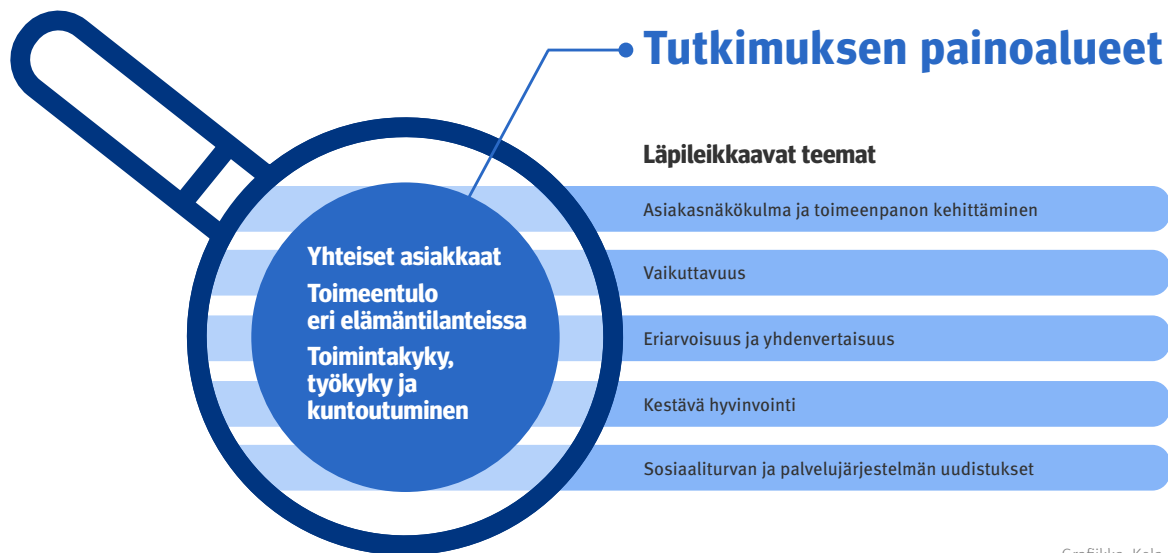 Tutkimuksen painoalueet
Läpileikkaavat teemat
Asiakasnäkökulma ja toimeenpanon kehittäminen
Vaikuttavuus
Eriarvoisuus ja yhdenvertaisuus
Kestävä hyvinvointi
Sosiaaliturvan ja palvelujärjestelmän uudistukset
Yhteiset asiakkaat
Toimeentulo
eri elämäntilanteissa
Toimintakyky,
työkyky ja
kuntoutuminen